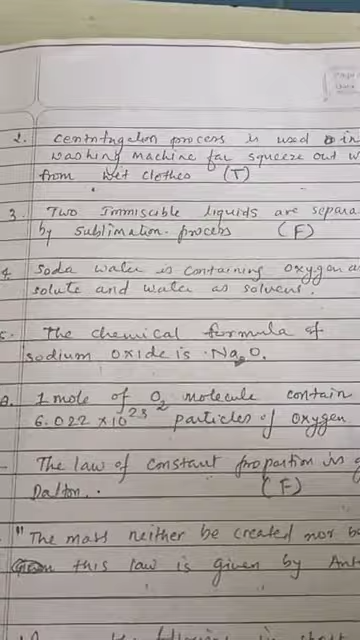 2. Centrifugation process is used in
washing machine for squeeze out
from wet clothes (T)
3 Two Immiscible liquids are separa
by sublimation process (F)
4 Soda water is containing oxygen as
solute and water as solvent.
5. The chemical formula of
sodium oxide is Na2O.
1 mole of O2 molecule contain
6.022 x 10^23 particles of oxygen
The law of constant proportion is g
Dalton. (F)
"The mass neither be created nor b
this law is given by Ant